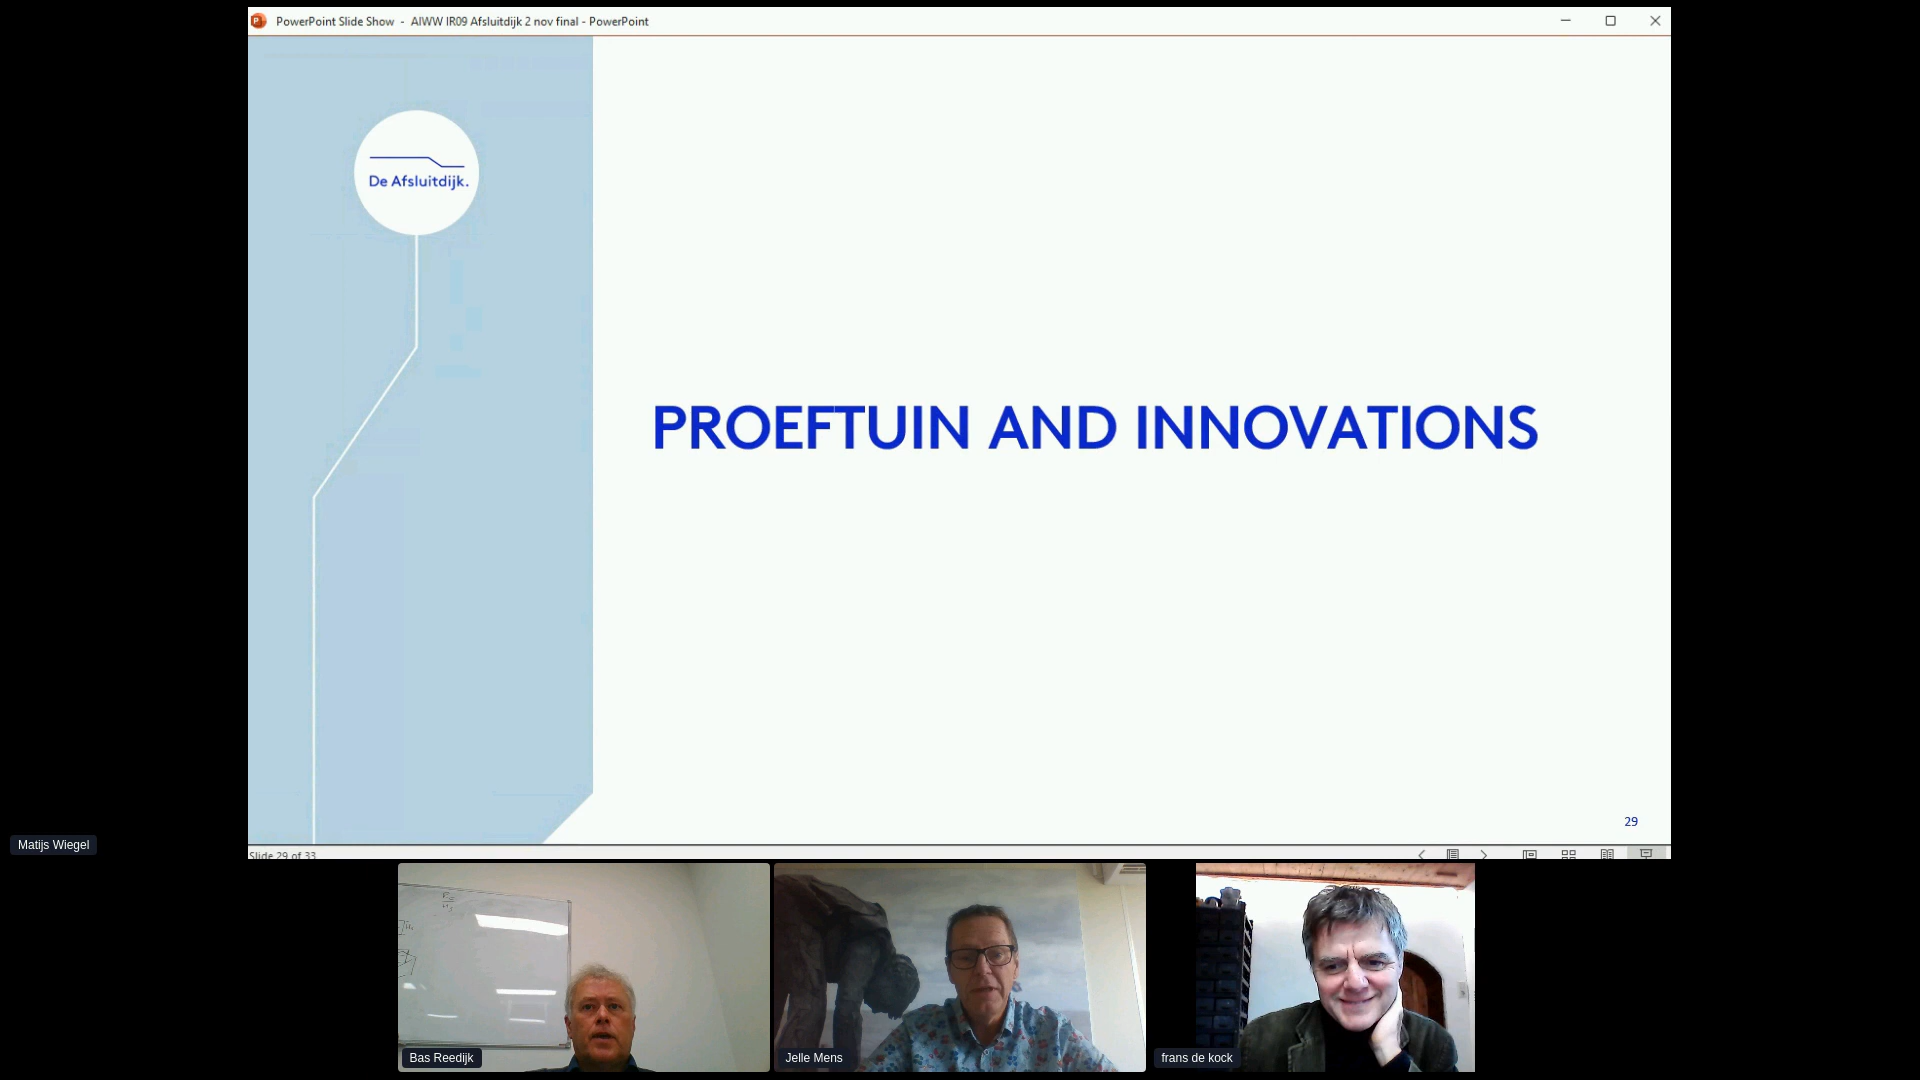 PowerPoint Slide Show - AIWW IR09 Afsluitdijk 2 nov final - PowerPoint
De Afsluitdijk.
PROEFTUIN AND INNOVATIONS
29
Slide 29 of 33
Matijs Wiegel
Bas Reedijk
Jelle Mens
frans de kock